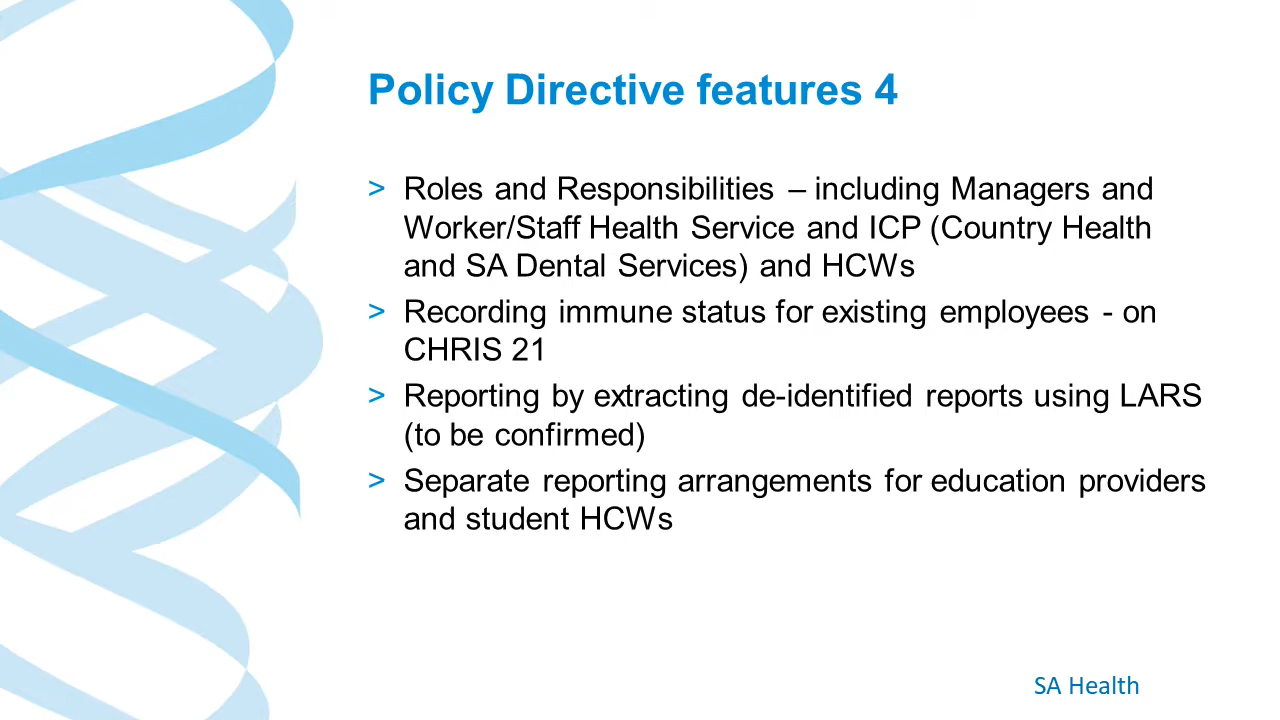 Policy Directive features 4
> Roles and Responsibilities – including Managers and
Worker/Staff Health Service and ICP (Country Health
and SA Dental Services) and HCWs
> Recording immune status for existing employees - on
CHRIS 21
> Reporting by extracting de-identified reports using LARS
(to be confirmed)
> Separate reporting arrangements for education providers
and student HCWs
SA Health